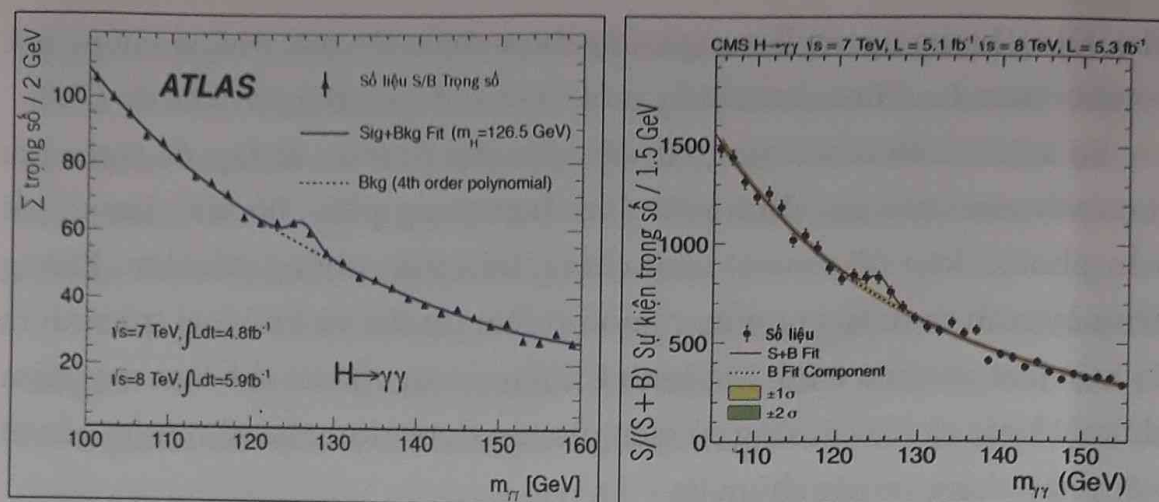 ATLAS
Số liệu S/B Trọng số
Sig+Bkg Fit (m_H=126.5 GeV)
Bkg (4th order polynomial)
∑ trọng số / 2 GeV
100
80
60
40
20
√s=7 TeV,∫Ldt=4.8fb⁻¹
√s=8 TeV,∫Ldt=5.9fb⁻¹
H→γγ
100 110 120 130 140 150 160
m_γγ [GeV]
CMS H→γγ √s = 7 TeV, L = 5.1 fb⁻¹ √s = 8 TeV, L = 5.3 fb⁻¹
S/(S + B) Sự kiện trọng số / 1.5 GeV
1500
1000
500
0
Số liệu
S+B Fit
B Fit Component
±1 σ
±2 σ
110 120 130 140 150
m_γγ (GeV)